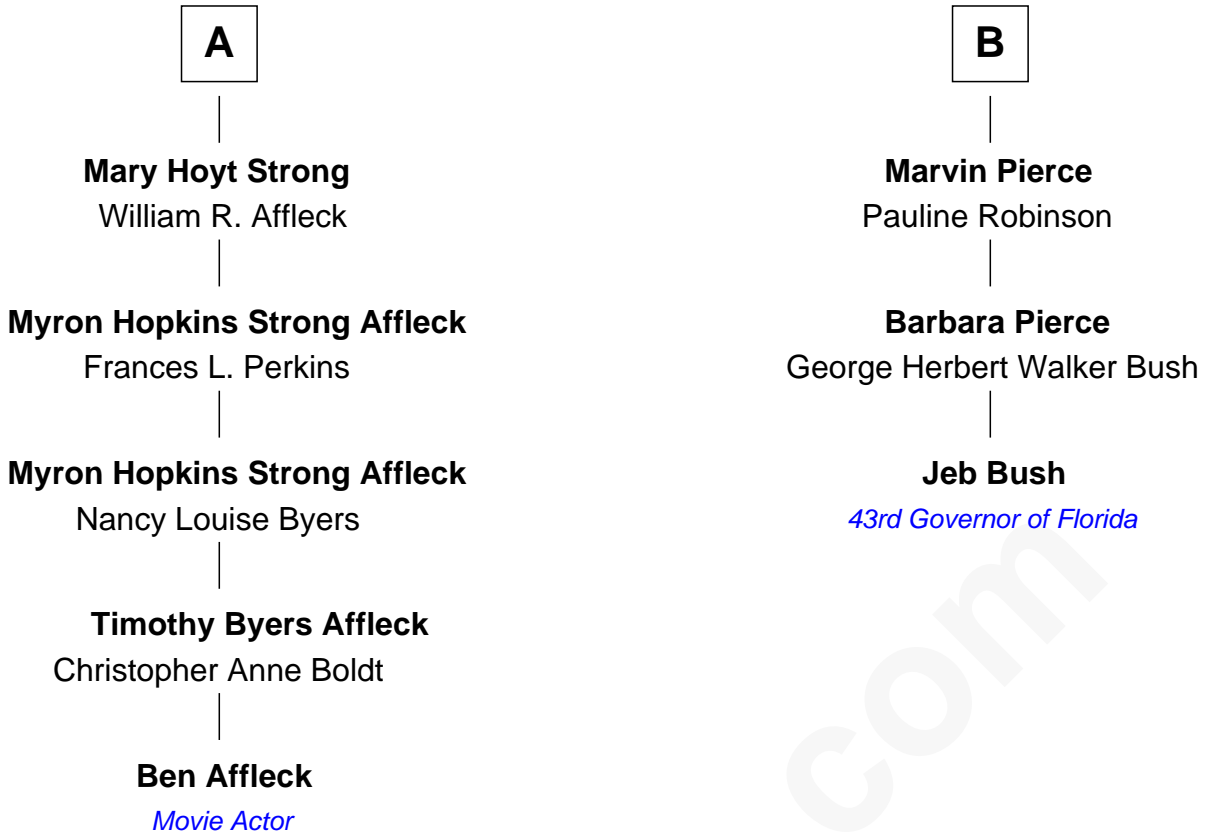 A
Mary Hoyt Strong
William R. Affleck
Myron Hopkins Strong Affleck
Frances L. Perkins
Myron Hopkins Strong Affleck
Nancy Louise Byers
Timothy Byers Affleck
Christopher Anne Boldt
Ben Affleck
Movie Actor
B
Marvin Pierce
Pauline Robinson
Barbara Pierce
George Herbert Walker Bush
Jeb Bush
43rd Governor of Florida
com